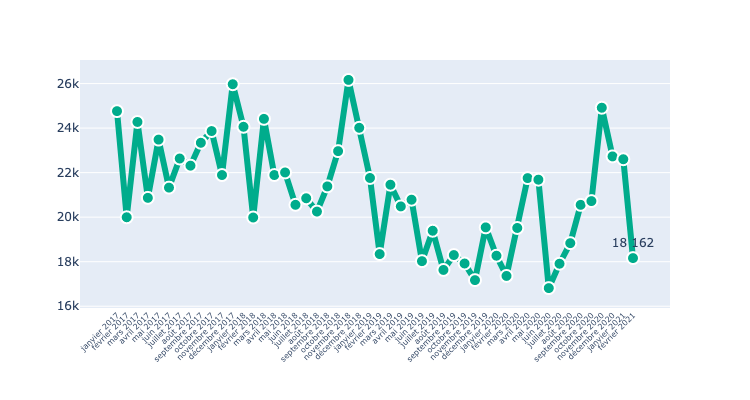 26k
24k
22k
20k
18k
16k
18 162
janvier 2017
février 2017
mars 2017
avril 2017
mai 2017
juin 2017
juillet 2017
août 2017
septembre 2017
octobre 2017
novembre 2017
décembre 2017
janvier 2018
février 2018
mars 2018
avril 2018
mai 2018
juin 2018
juillet 2018
août 2018
septembre 2018
octobre 2018
novembre 2018
décembre 2018
janvier 2019
février 2019
mars 2019
avril 2019
mai 2019
juin 2019
juillet 2019
août 2019
septembre 2019
octobre 2019
novembre 2019
décembre 2019
janvier 2020
février 2020
mars 2020
avril 2020
mai 2020
juin 2020
juillet 2020
août 2020
septembre 2020
octobre 2020
novembre 2020
décembre 2020
janvier 2021
février 2021